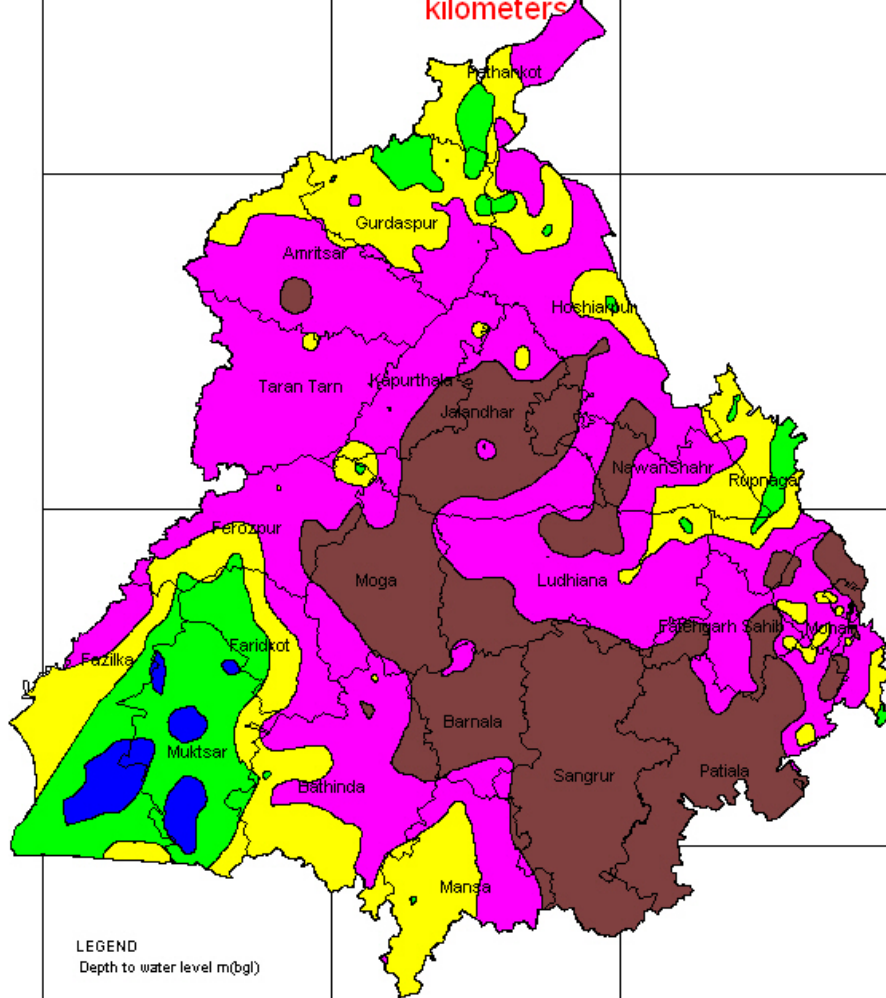 kilometers
Pathankot
Gurdaspur
Amritsar
Hoshiarpur
Kapurthala
Taran Tarn
Jalandhar
NawanShahr
Rupnagar
Ferozpur
Moga
Ludhiana
Fatehgarh Sahib
Mohali
Faridkot
Fazilka
Barnala
Muktsar
Sangrur
Patiala
Bathinda
Mansa
LEGEND
Depth to water level m(bgl)